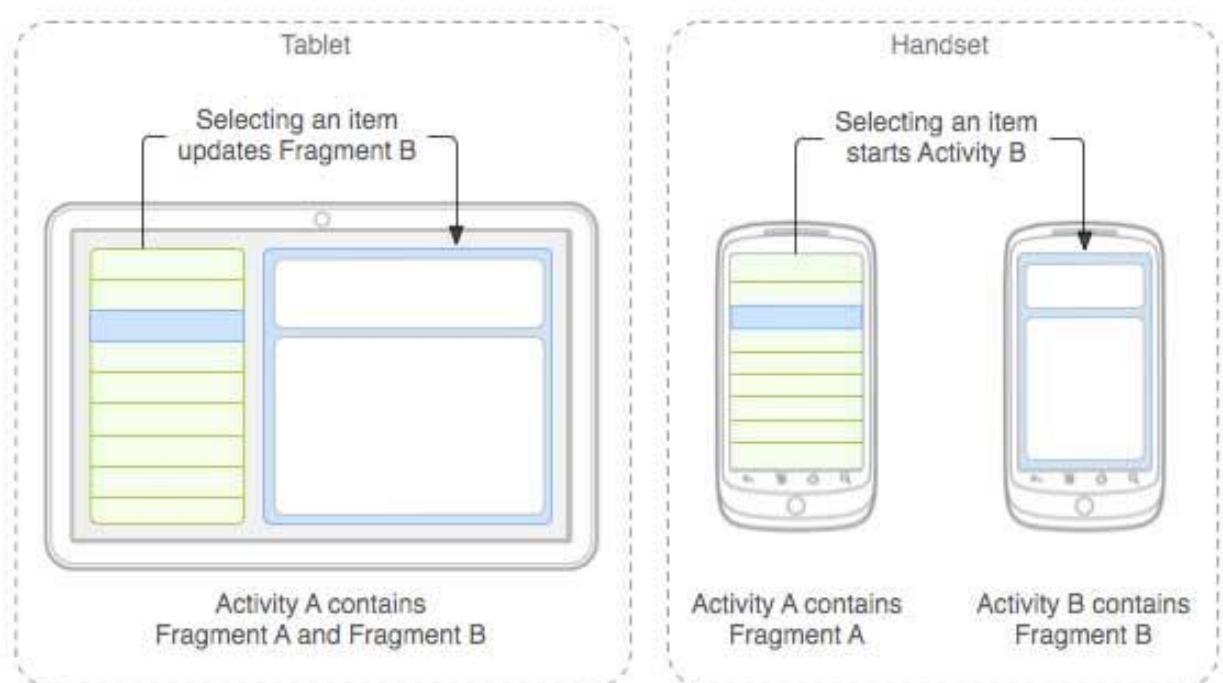 Tablet
Selecting an item
updates Fragment B
Activity A contains
Fragment A and Fragment B
Handset
Selecting an item
starts Activity B
Activity A contains
Fragment A
Activity B contains
Fragment B